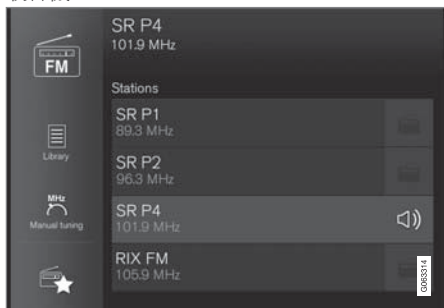 SR P4
101.9 MHz
FM
Stations
SR P1
89.3 MHz
Library
SR P2
96.3 MHz
MHz
Manual tuning
SR P4
101.9 MHz
RIX FM
105.9 MHz
G063314